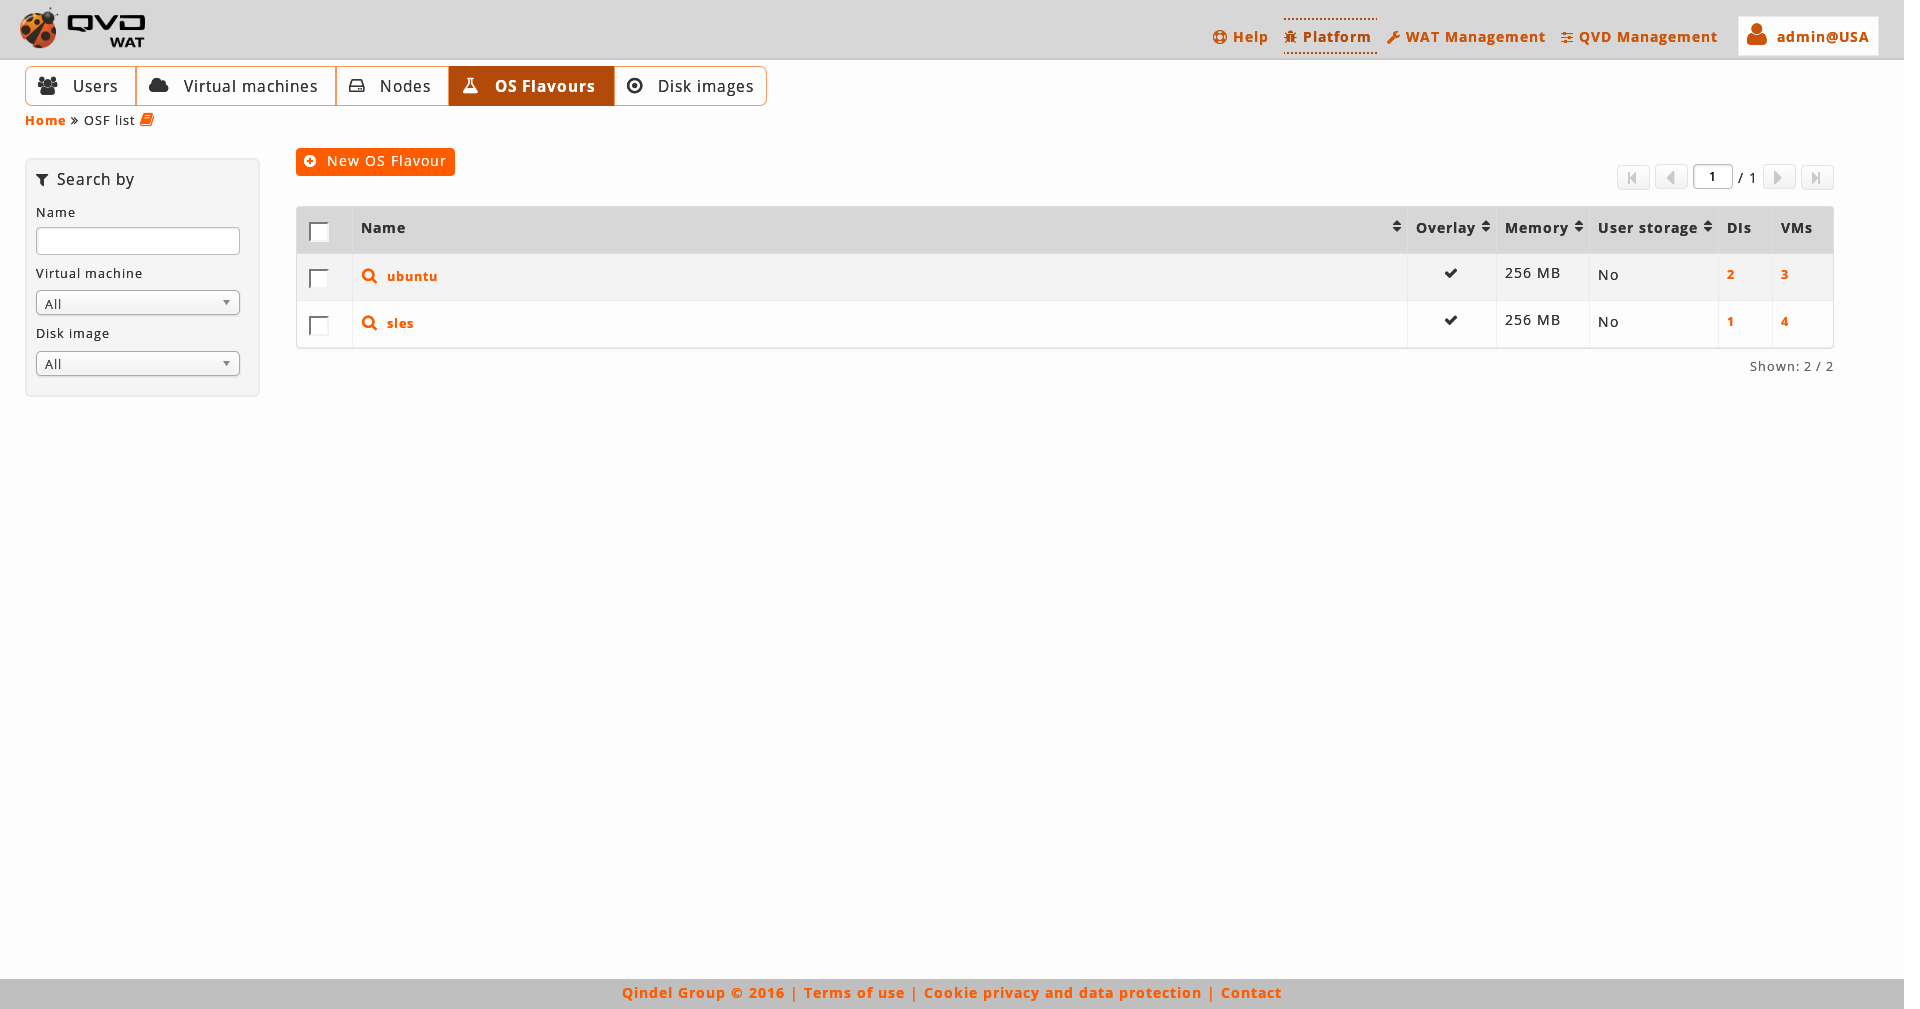 QVD
WAT
Help Platform WAT Management QVD Management admin@USA
Users Virtual machines Nodes OS Flavours Disk images
Home » OSF list
Search by
Name
Virtual machine
All
Disk image
All
New OS Flavour
1 / 1
Name Overlay Memory User storage DIs VMs
ubuntu 256 MB No 2 3
sles 256 MB No 1 4
Shown: 2 / 2
Qindel Group © 2016 | Terms of use | Cookie privacy and data protection | Contact